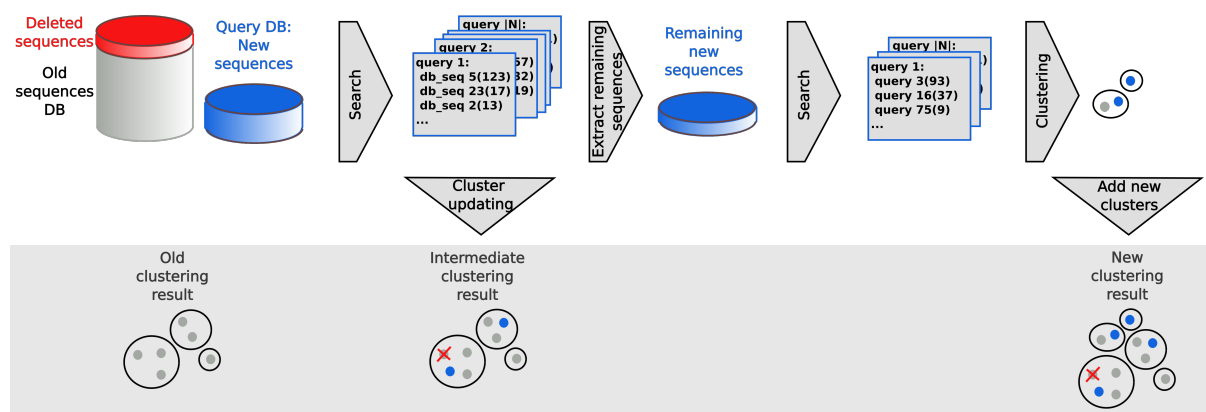 Deleted
sequences
Old
sequences
DB
Query DB:
New
sequences
Search
query |N|:
query 2:
57)
32)
19)
query 1:
db_seq 5(123)
db_seq 23(17)
db_seq 2(13)
...
Extract remaining
sequences
Remaining
new
sequences
Search
query |N|:
query 1:
query 3(93)
query 16(37)
query 75(9)
...
Clustering
Cluster
updating
Add new
clusters
Old
clustering
result
Intermediate
clustering
result
New
clustering
result